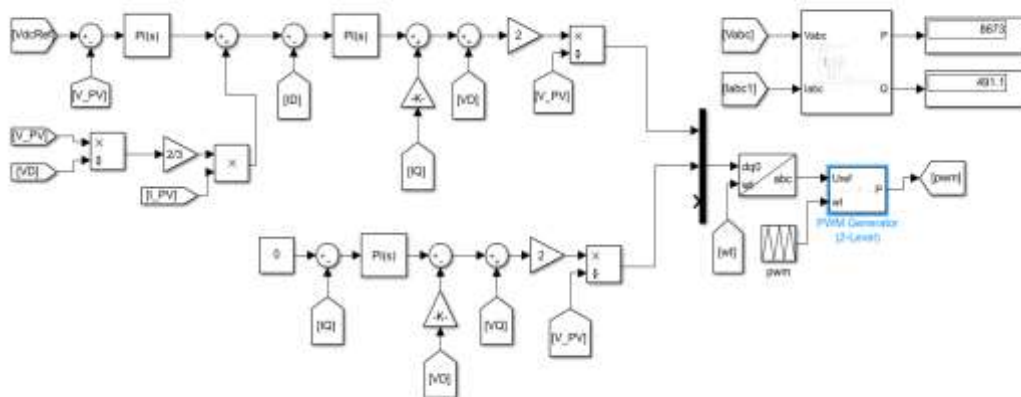 [VdcRef]
PI(s)
PI(s)
2
×
÷
[V_PV]
[ID]
-K-
[VD]
[V_PV]
[IQ]
[V_PV]
[VD]
×
÷
2/3
×
[I_PV]
[Vabc]
[Iabc1]
Vabc
Iabc
P
Q
8673
491.1
dq0
wt
abc
Uref
wt
P
[pwm]
PWM Generator
(2-Level)
[wt]
pwm
0
PI(s)
2
×
÷
[IQ]
-K-
[VQ]
[V_PV]
[VD]